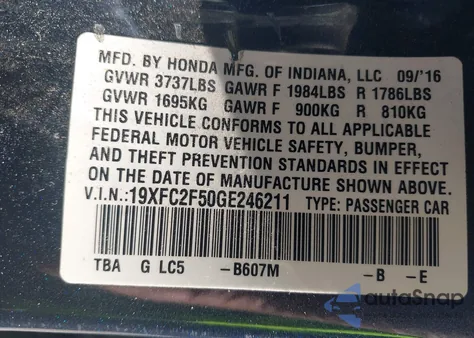 MFD. BY HONDA MFG. OF INDIANA, LLC 09/'16
GVWR 3737LBS GAWR F 1984LBS R 1786LBS
GVWR 1695KG GAWR F 900KG R 810KG
THIS VEHICLE CONFORMS TO ALL APPLICABLE
FEDERAL MOTOR VEHICLE SAFETY, BUMPER,
AND THEFT PREVENTION STANDARDS IN EFFECT
ON THE DATE OF MANUFACTURE SHOWN ABOVE.
V.I.N.:19XFC2F50GE246211 TYPE: PASSENGER CAR
TBA G LC5 -B607M -B -E
autoSnap